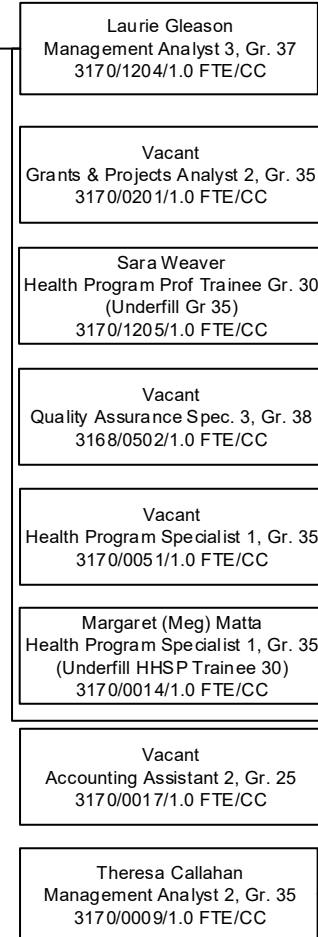 Laurie Gleason
Management Analyst 3, Gr. 37
3170/1204/1.0 FTE/CC
Vacant
Grants & Projects Analyst 2, Gr. 35
3170/0201/1.0 FTE/CC
Sara Weaver
Health Program Prof Trainee Gr. 30
(Underfill Gr 35)
3170/1205/1.0 FTE/CC
Vacant
Quality Assurance Spec. 3, Gr. 38
3168/0502/1.0 FTE/CC
Vacant
Health Program Specialist 1, Gr. 35
3170/0051/1.0 FTE/CC
Margaret (Meg) Matta
Health Program Specialist 1, Gr. 35
(Underfill HHSP Trainee 30)
3170/0014/1.0 FTE/CC
Vacant
Accounting Assistant 2, Gr. 25
3170/0017/1.0 FTE/CC
Theresa Callahan
Management Analyst 2, Gr. 35
3170/0009/1.0 FTE/CC